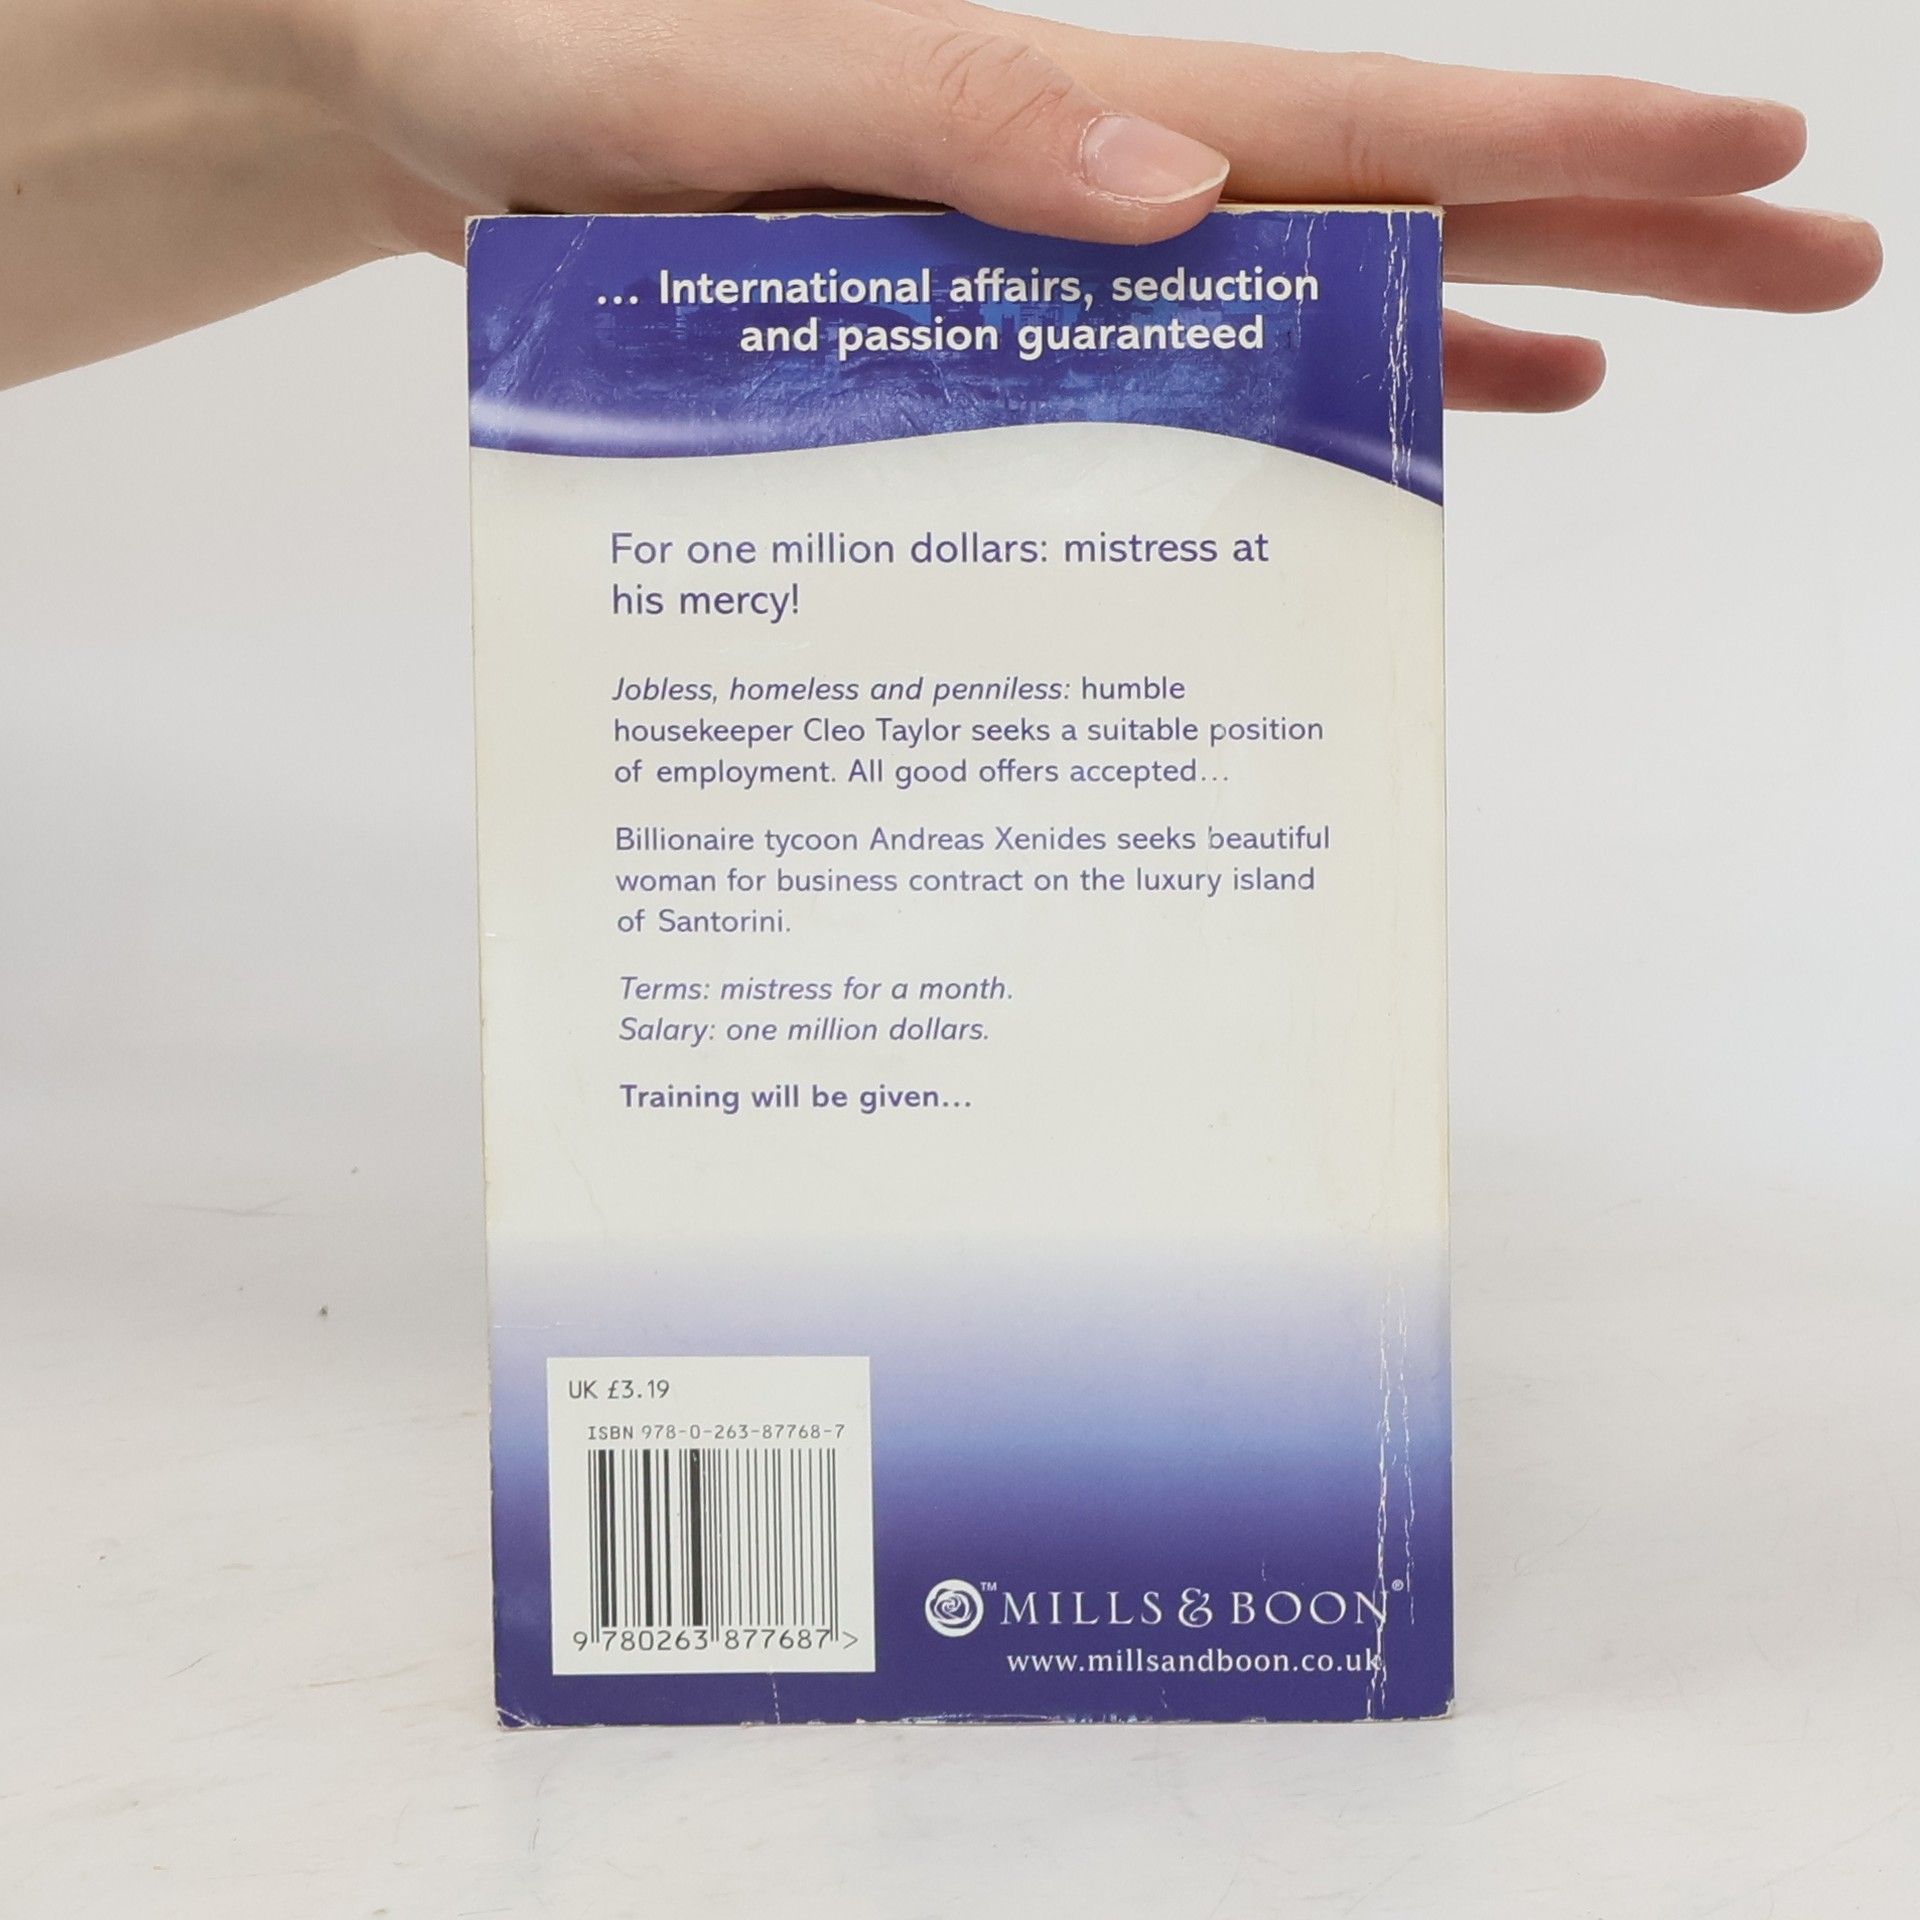 ... International affairs, seduction
and passion guaranteed
For one million dollars: mistress at
his mercy!
Jobless, homeless and penniless: humble
housekeeper Cleo Taylor seeks a suitable position
of employment. All good offers accepted...
Billionaire tycoon Andreas Xenides seeks beautiful
woman for business contract on the luxury island
of Santorini.
Terms: mistress for a month.
Salary: one million dollars.
Training will be given...
UK £3.19
ISBN 978-0-263-87768-7
9 780263 877687 >
™ MILLS & BOON®
www.millsandboon.co.uk